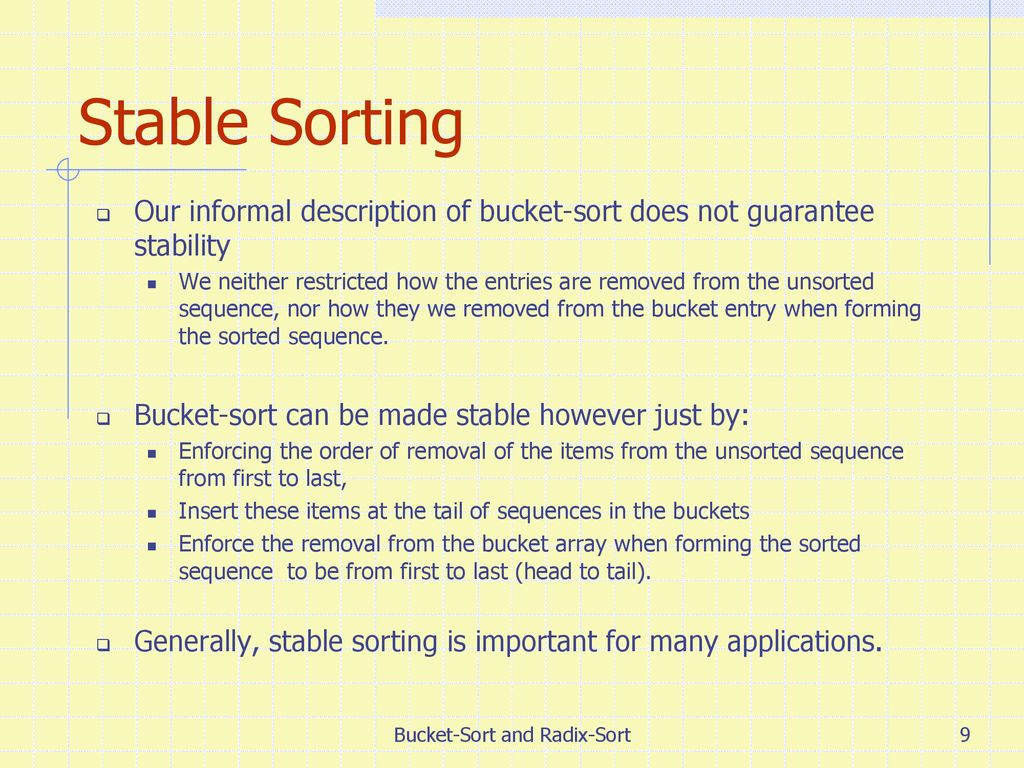 Stable Sorting
Our informal description of bucket-sort does not guarantee
stability
We neither restricted how the entries are removed from the unsorted
sequence, nor how they we removed from the bucket entry when forming
the sorted sequence.
Bucket-sort can be made stable however just by:
Enforcing the order of removal of the items from the unsorted sequence
from first to last,
Insert these items at the tail of sequences in the buckets
Enforce the removal from the bucket array when forming the sorted
sequence  to be from first to last (head to tail).
Generally, stable sorting is important for many applications.
Bucket-Sort and Radix-Sort
9